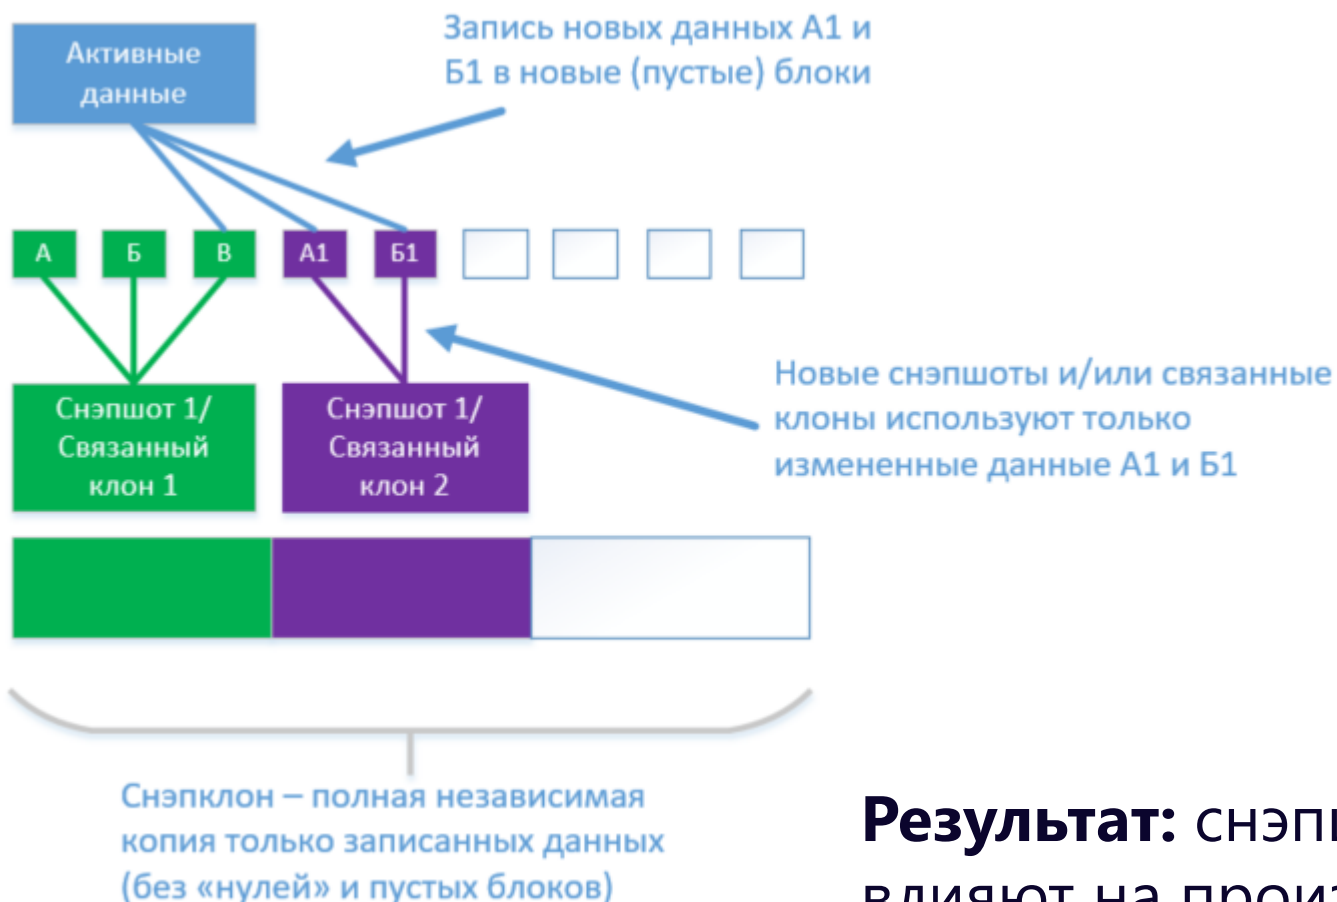 Запись новых данных А1 и
Б1 в новые (пустые) блоки
Активные
данные
А Б В А1 Б1
Новые снэпшоты и/или связанные
клоны используют только
измененные данные А1 и Б1
Снэпшот 1/
Связанный
клон 1
Снэпшот 1/
Связанный
клон 2
Снэпклон – полная независимая
копия только записанных данных
(без «нулей» и пустых блоков)
Результат:
влияют на